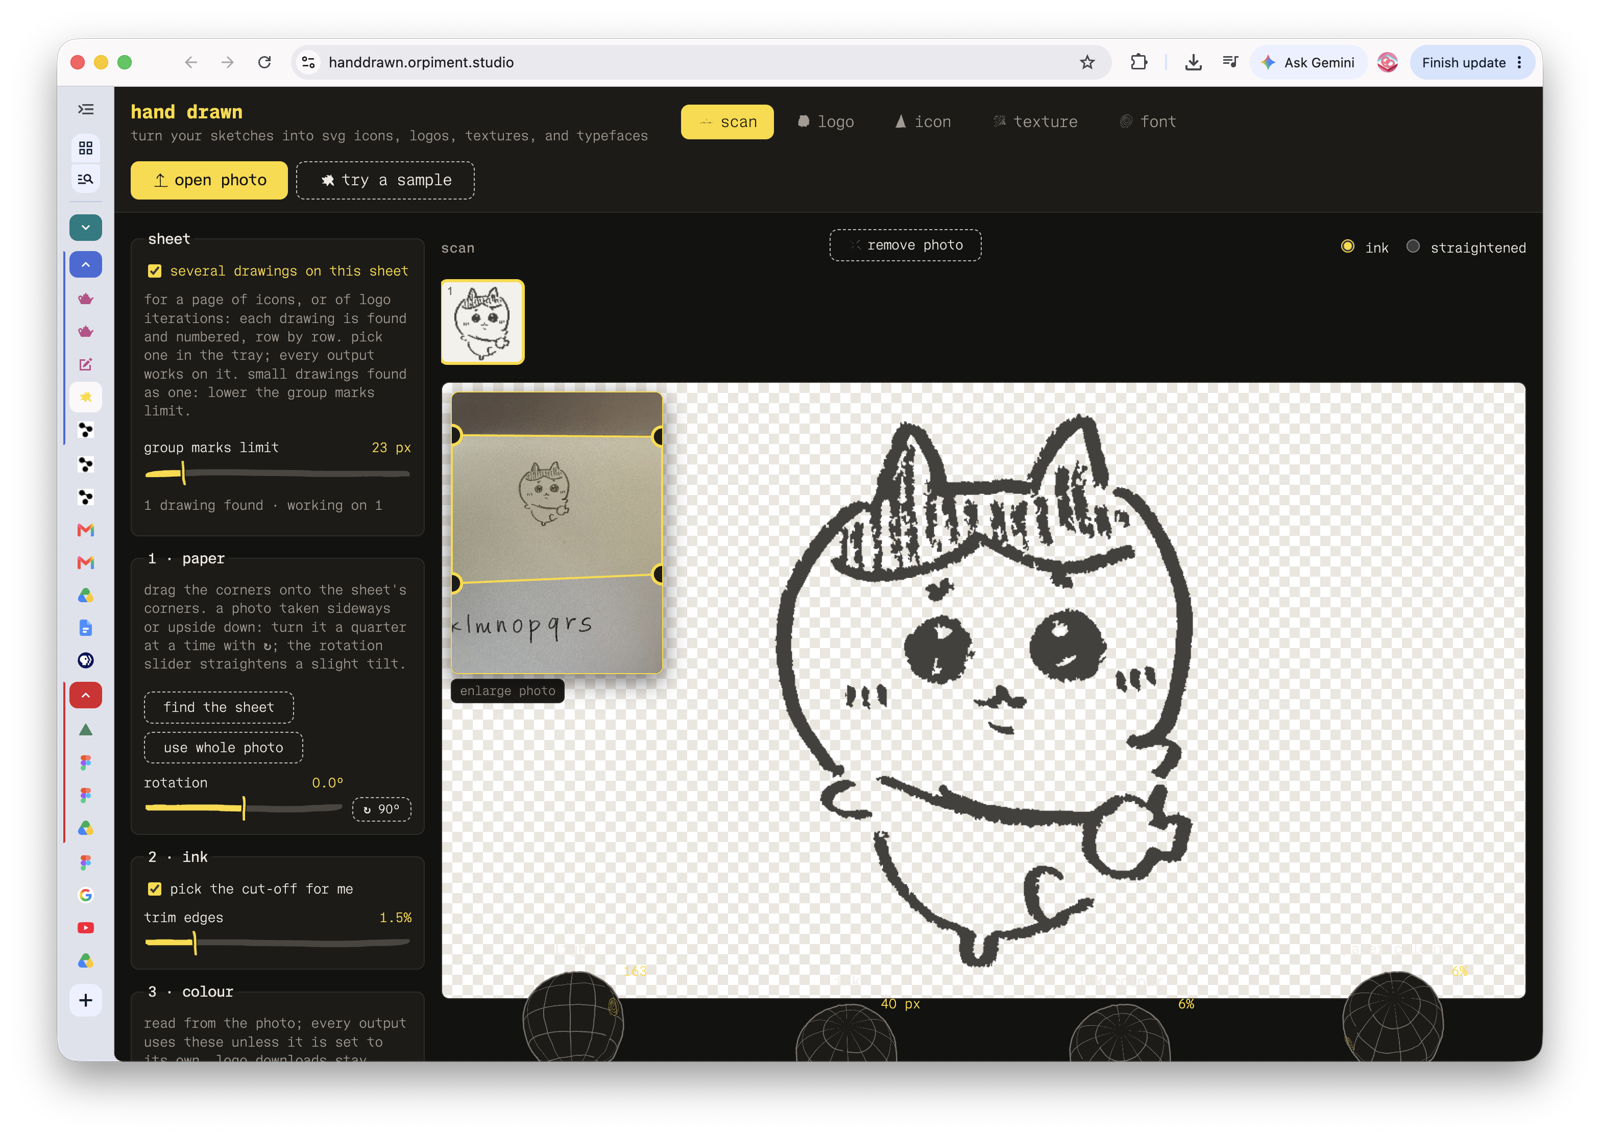 handdrawn.orpiment.studio
Ask Gemini
Finish update
hand drawn
turn your sketches into svg icons, logos, textures, and typefaces
scan
logo
icon
texture
font
open photo
try a sample
sheet
several drawings on this sheet
for a page of icons, or of logo
iterations: each drawing is found
and numbered, row by row. pick
one in the tray; every output
works on it. small drawings found
as one: lower the group marks
limit.
group marks limit 23 px
1 drawing found · working on 1
1 · paper
drag the corners onto the sheet's
corners. a photo taken sideways
or upside down: turn it a quarter
at a time with ↻; the rotation
slider straightens a slight tilt.
find the sheet
use whole photo
rotation 0.0°
↻ 90°
2 · ink
pick the cut-off for me
trim edges 1.5%
3 · colour
read from the photo; every output
uses these unless it is set to
its own. logo downloads stay
scan
remove photo
ink
straightened
1
klmnopqrs
enlarge photo
163
40 px
6%
6%